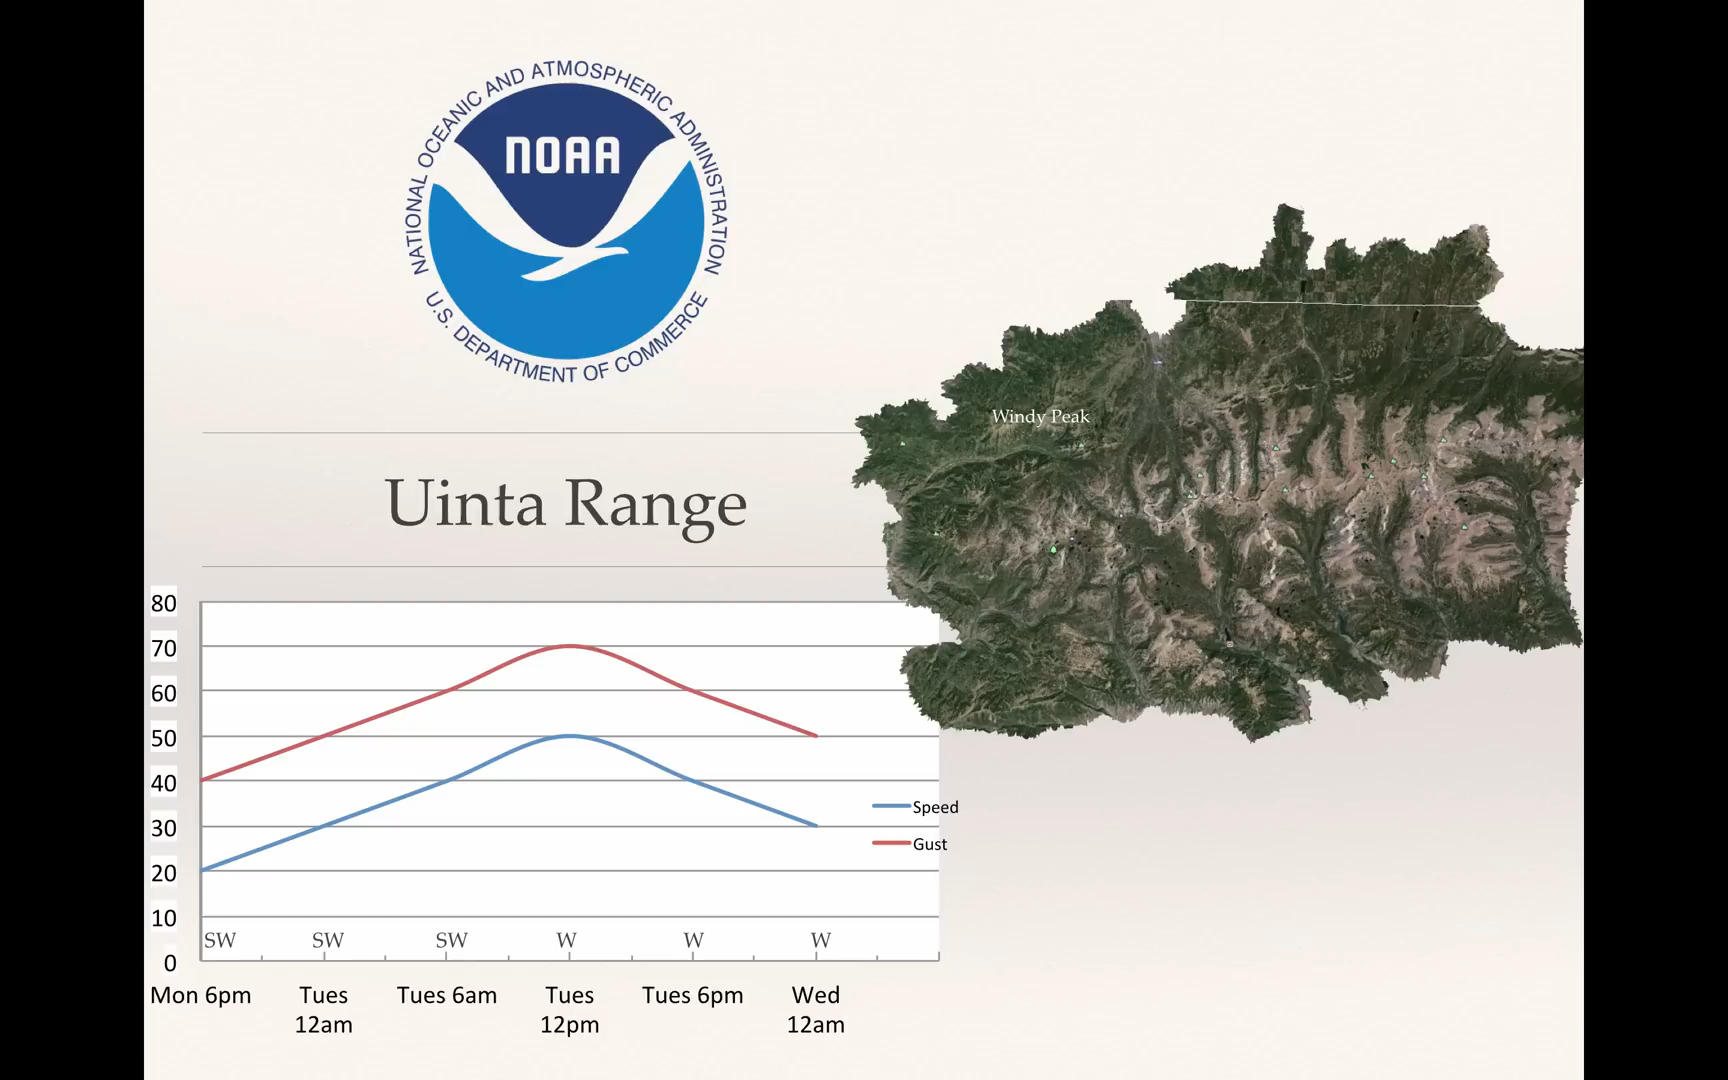 NATIONAL OCEANIC AND ATMOSPHERIC ADMINISTRATION
NOAA
U.S. DEPARTMENT OF COMMERCE
Windy Peak
Uinta Range
80
70
60
50
40
30
20
10
0
Speed
Gust
SW SW SW W W W
Mon 6pm Tues 12am Tues 6am Tues 12pm Tues 6pm Wed 12am